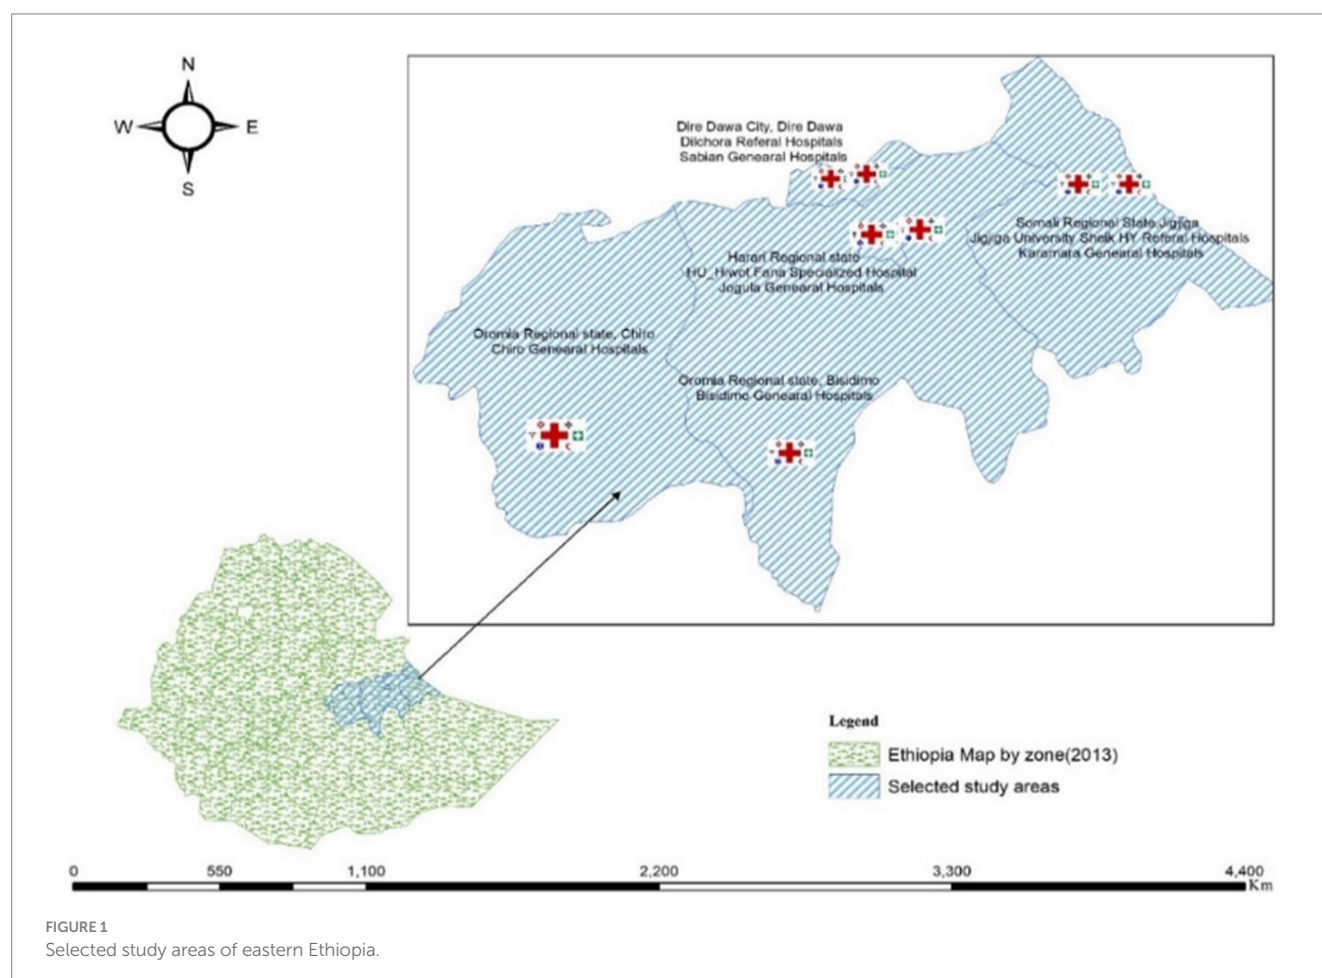 N
W
E
S
Dire Dawa City, Dire Dawa
Dilchora Referal Hospitals
Sabian Genearal Hospitals
Somali Regional State Jigjiga
Jigjiga University Sheik HY Referal Hospitals
Karamara Genearal Hospitals
Harari Regional state
HU_Hiwot Fana Specialized Hospital
Jogula Genearal Hospitals
Oromia Regional state, Chiro
Chiro Genearal Hospitals
Oromia Regional state, Bisidimo
Bisidimo Genearal Hospitals
Legend
Ethiopia Map by zone(2013)
Selected study areas
0 550 1,100 2,200 3,300 4,400
Km
FIGURE 1
Selected study areas of eastern Ethiopia.